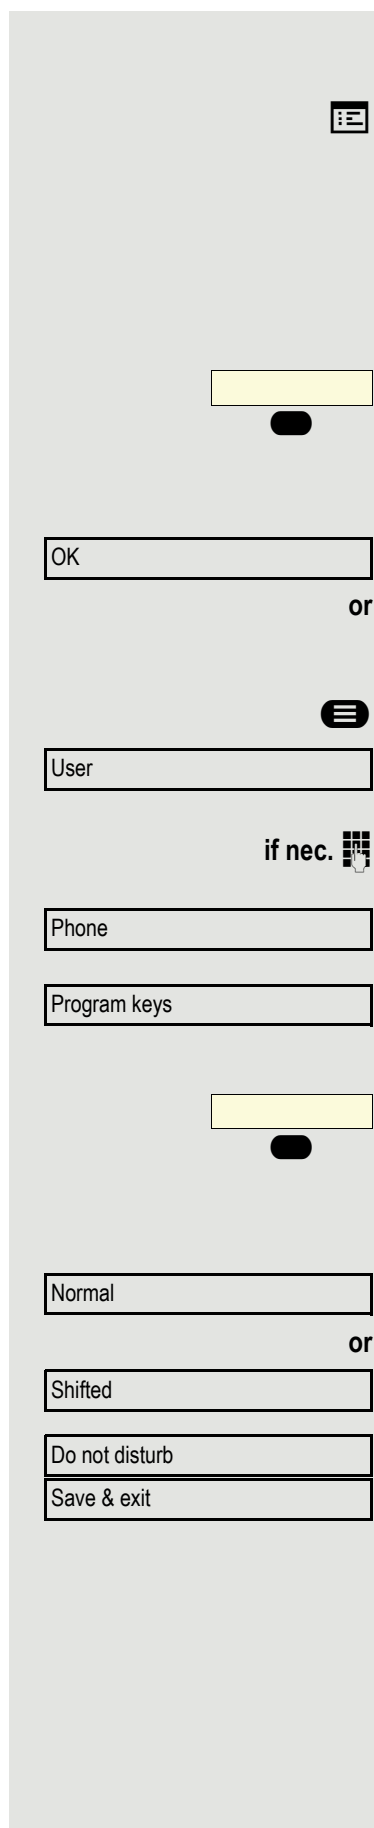 OK
or
User
if nec.
Phone
Program keys
Normal
or
Shifted
Do not disturb
Save & exit